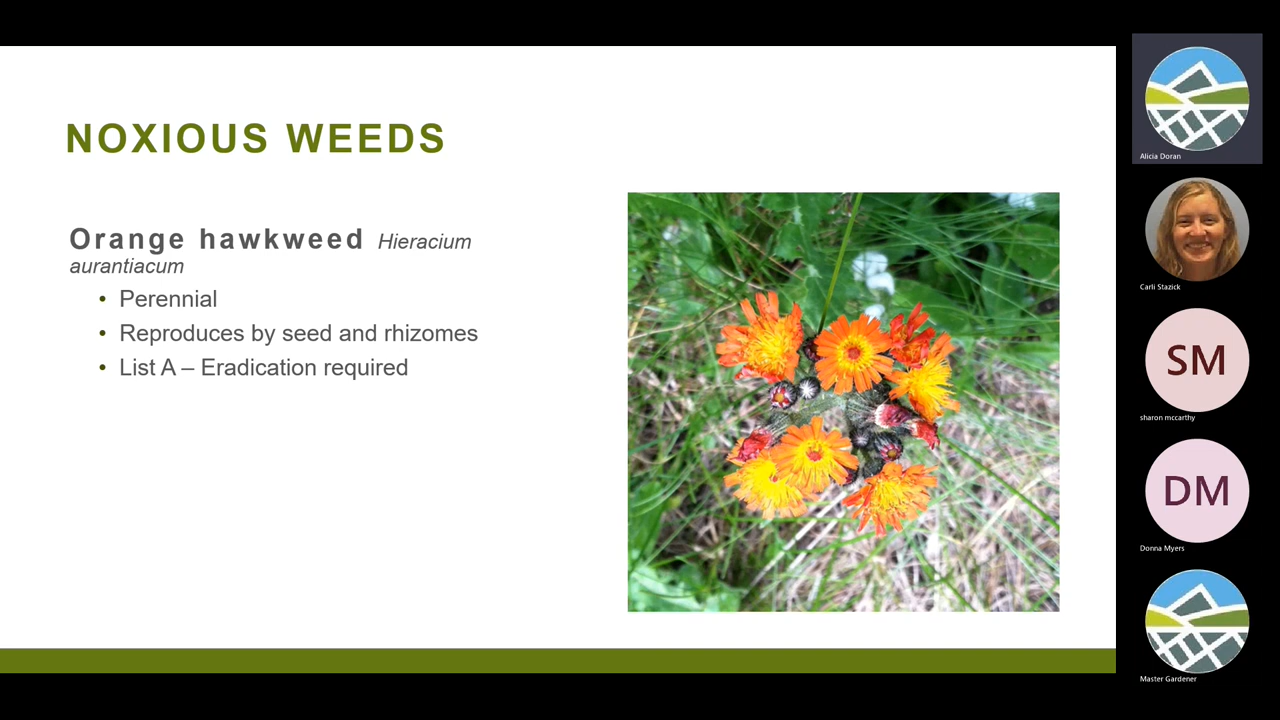 NOXIOUS WEEDS
Orange hawkweed Hieracium
aurantiacum
• Perennial
• Reproduces by seed and rhizomes
• List A – Eradication required
Alicia Doran
Carli Stazick
SM
sharon mccarthy
DM
Donna Myers
Master Gardener